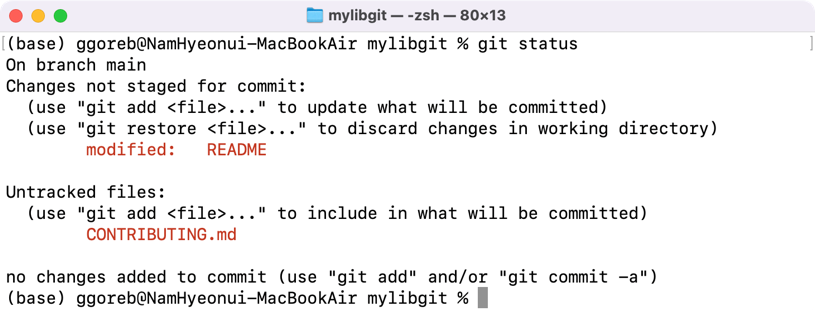 mylibgit — -zsh — 80×13
(base) ggoreb@NamHyeonui-MacBookAir mylibgit % git status
On branch main
Changes not staged for commit:
  (use "git add <file>..." to update what will be committed)
  (use "git restore <file>..." to discard changes in working directory)
        modified:   README

Untracked files:
  (use "git add <file>..." to include in what will be committed)
        CONTRIBUTING.md

no changes added to commit (use "git add" and/or "git commit -a")
(base) ggoreb@NamHyeonui-MacBookAir mylibgit %